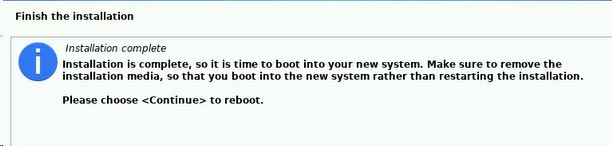 Finish the installation
Installation complete
Installation is complete, so it is time to boot into your new system. Make sure to remove the
installation media, so that you boot into the new system rather than restarting the installation.
Please choose <Continue> to reboot.